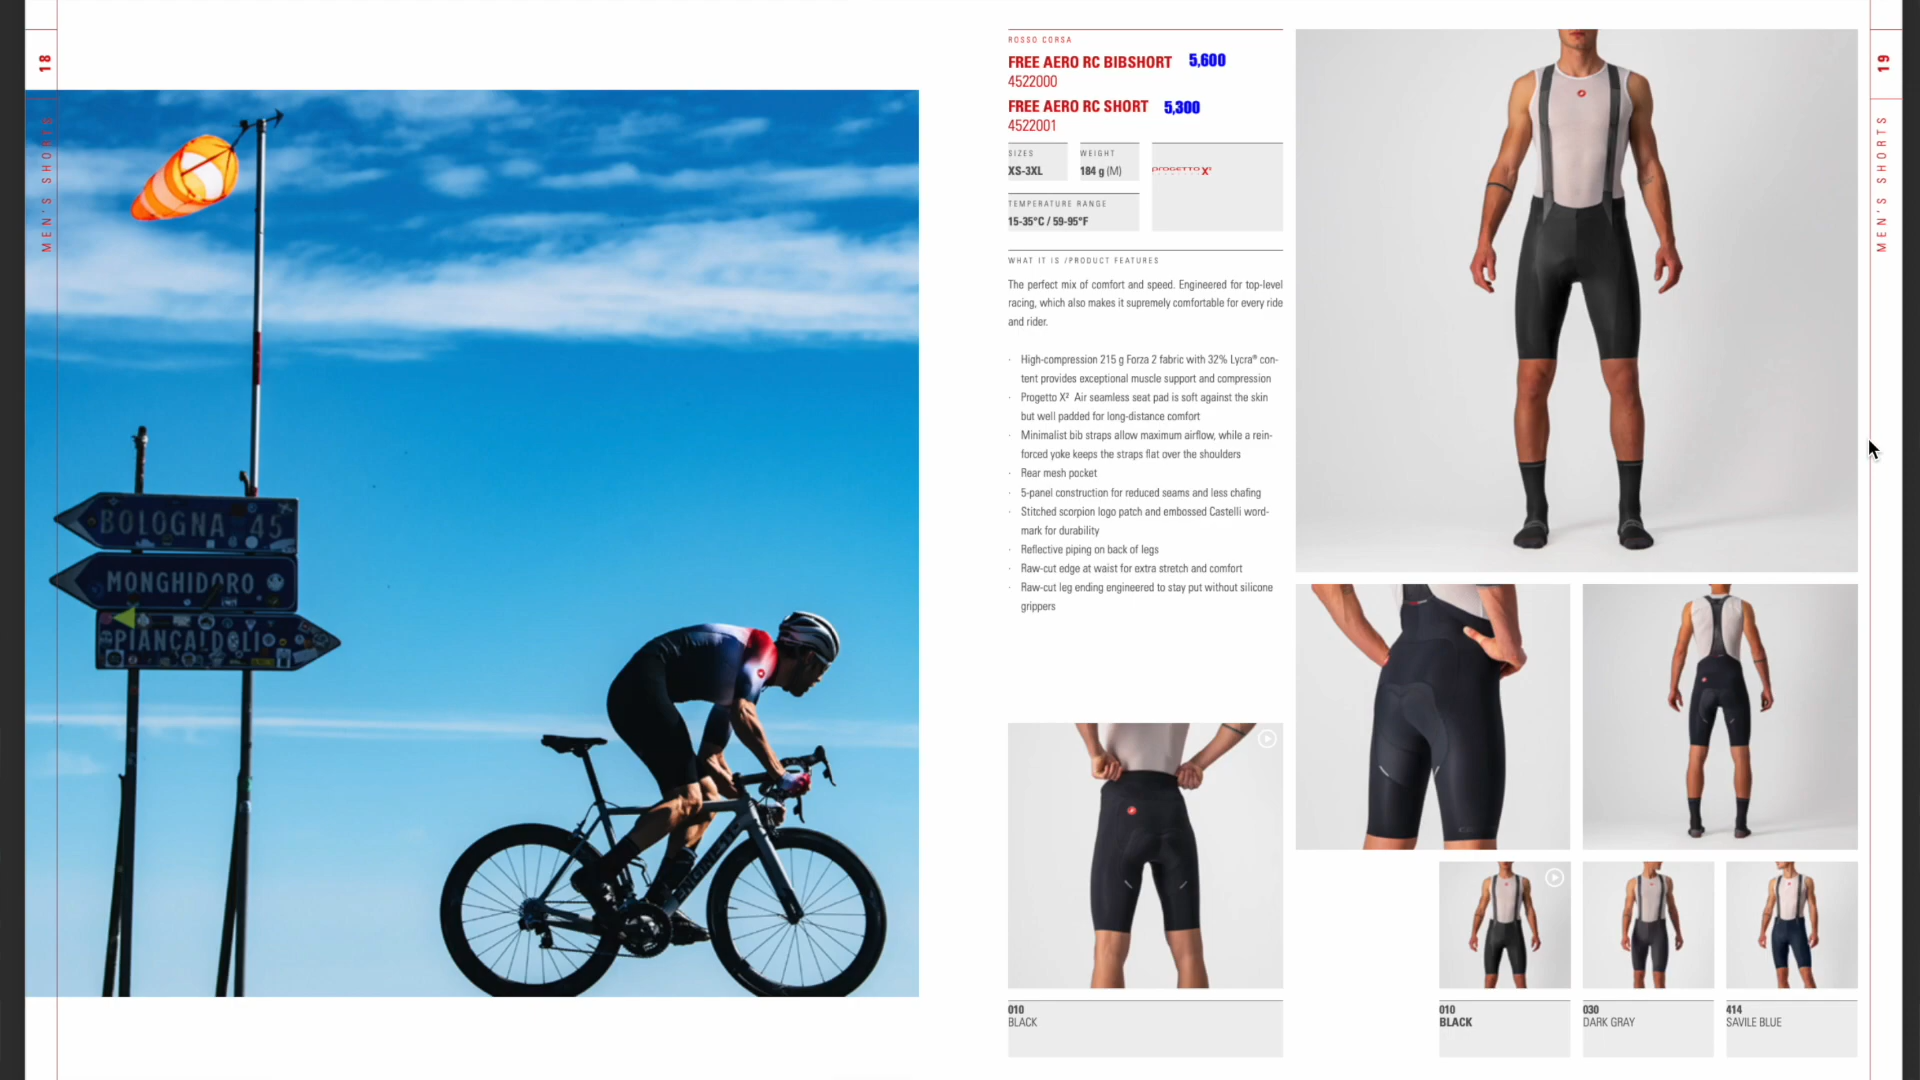 18
MEN'S SHORTS
BOLOGNA 45
MONGHIDORO
PIANCALDOLI
ROSSO CORSA
FREE AERO RC BIBSHORT 5,600
4522000
FREE AERO RC SHORT 5,300
4522001
SIZES
XS-3XL
WEIGHT
184 g (M)
PROGETTO X²
TEMPERATURE RANGE
15-35°C / 59-95°F
WHAT IT IS /PRODUCT FEATURES
The perfect mix of comfort and speed. Engineered for top-level
racing, which also makes it supremely comfortable for every ride
and rider.
· High-compression 215 g Forza 2 fabric with 32% Lycra® con-
tent provides exceptional muscle support and compression
· Progetto X² Air seamless seat pad is soft against the skin
but well padded for long-distance comfort
· Minimalist bib straps allow maximum airflow, while a rein-
forced yoke keeps the straps flat over the shoulders
· Rear mesh pocket
· 5-panel construction for reduced seams and less chafing
· Stitched scorpion logo patch and embossed Castelli word-
mark for durability
· Reflective piping on back of legs
· Raw-cut edge at waist for extra stretch and comfort
· Raw-cut leg ending engineered to stay put without silicone
grippers
010
BLACK
010
BLACK
030
DARK GRAY
414
SAVILE BLUE
19
MEN'S SHORTS